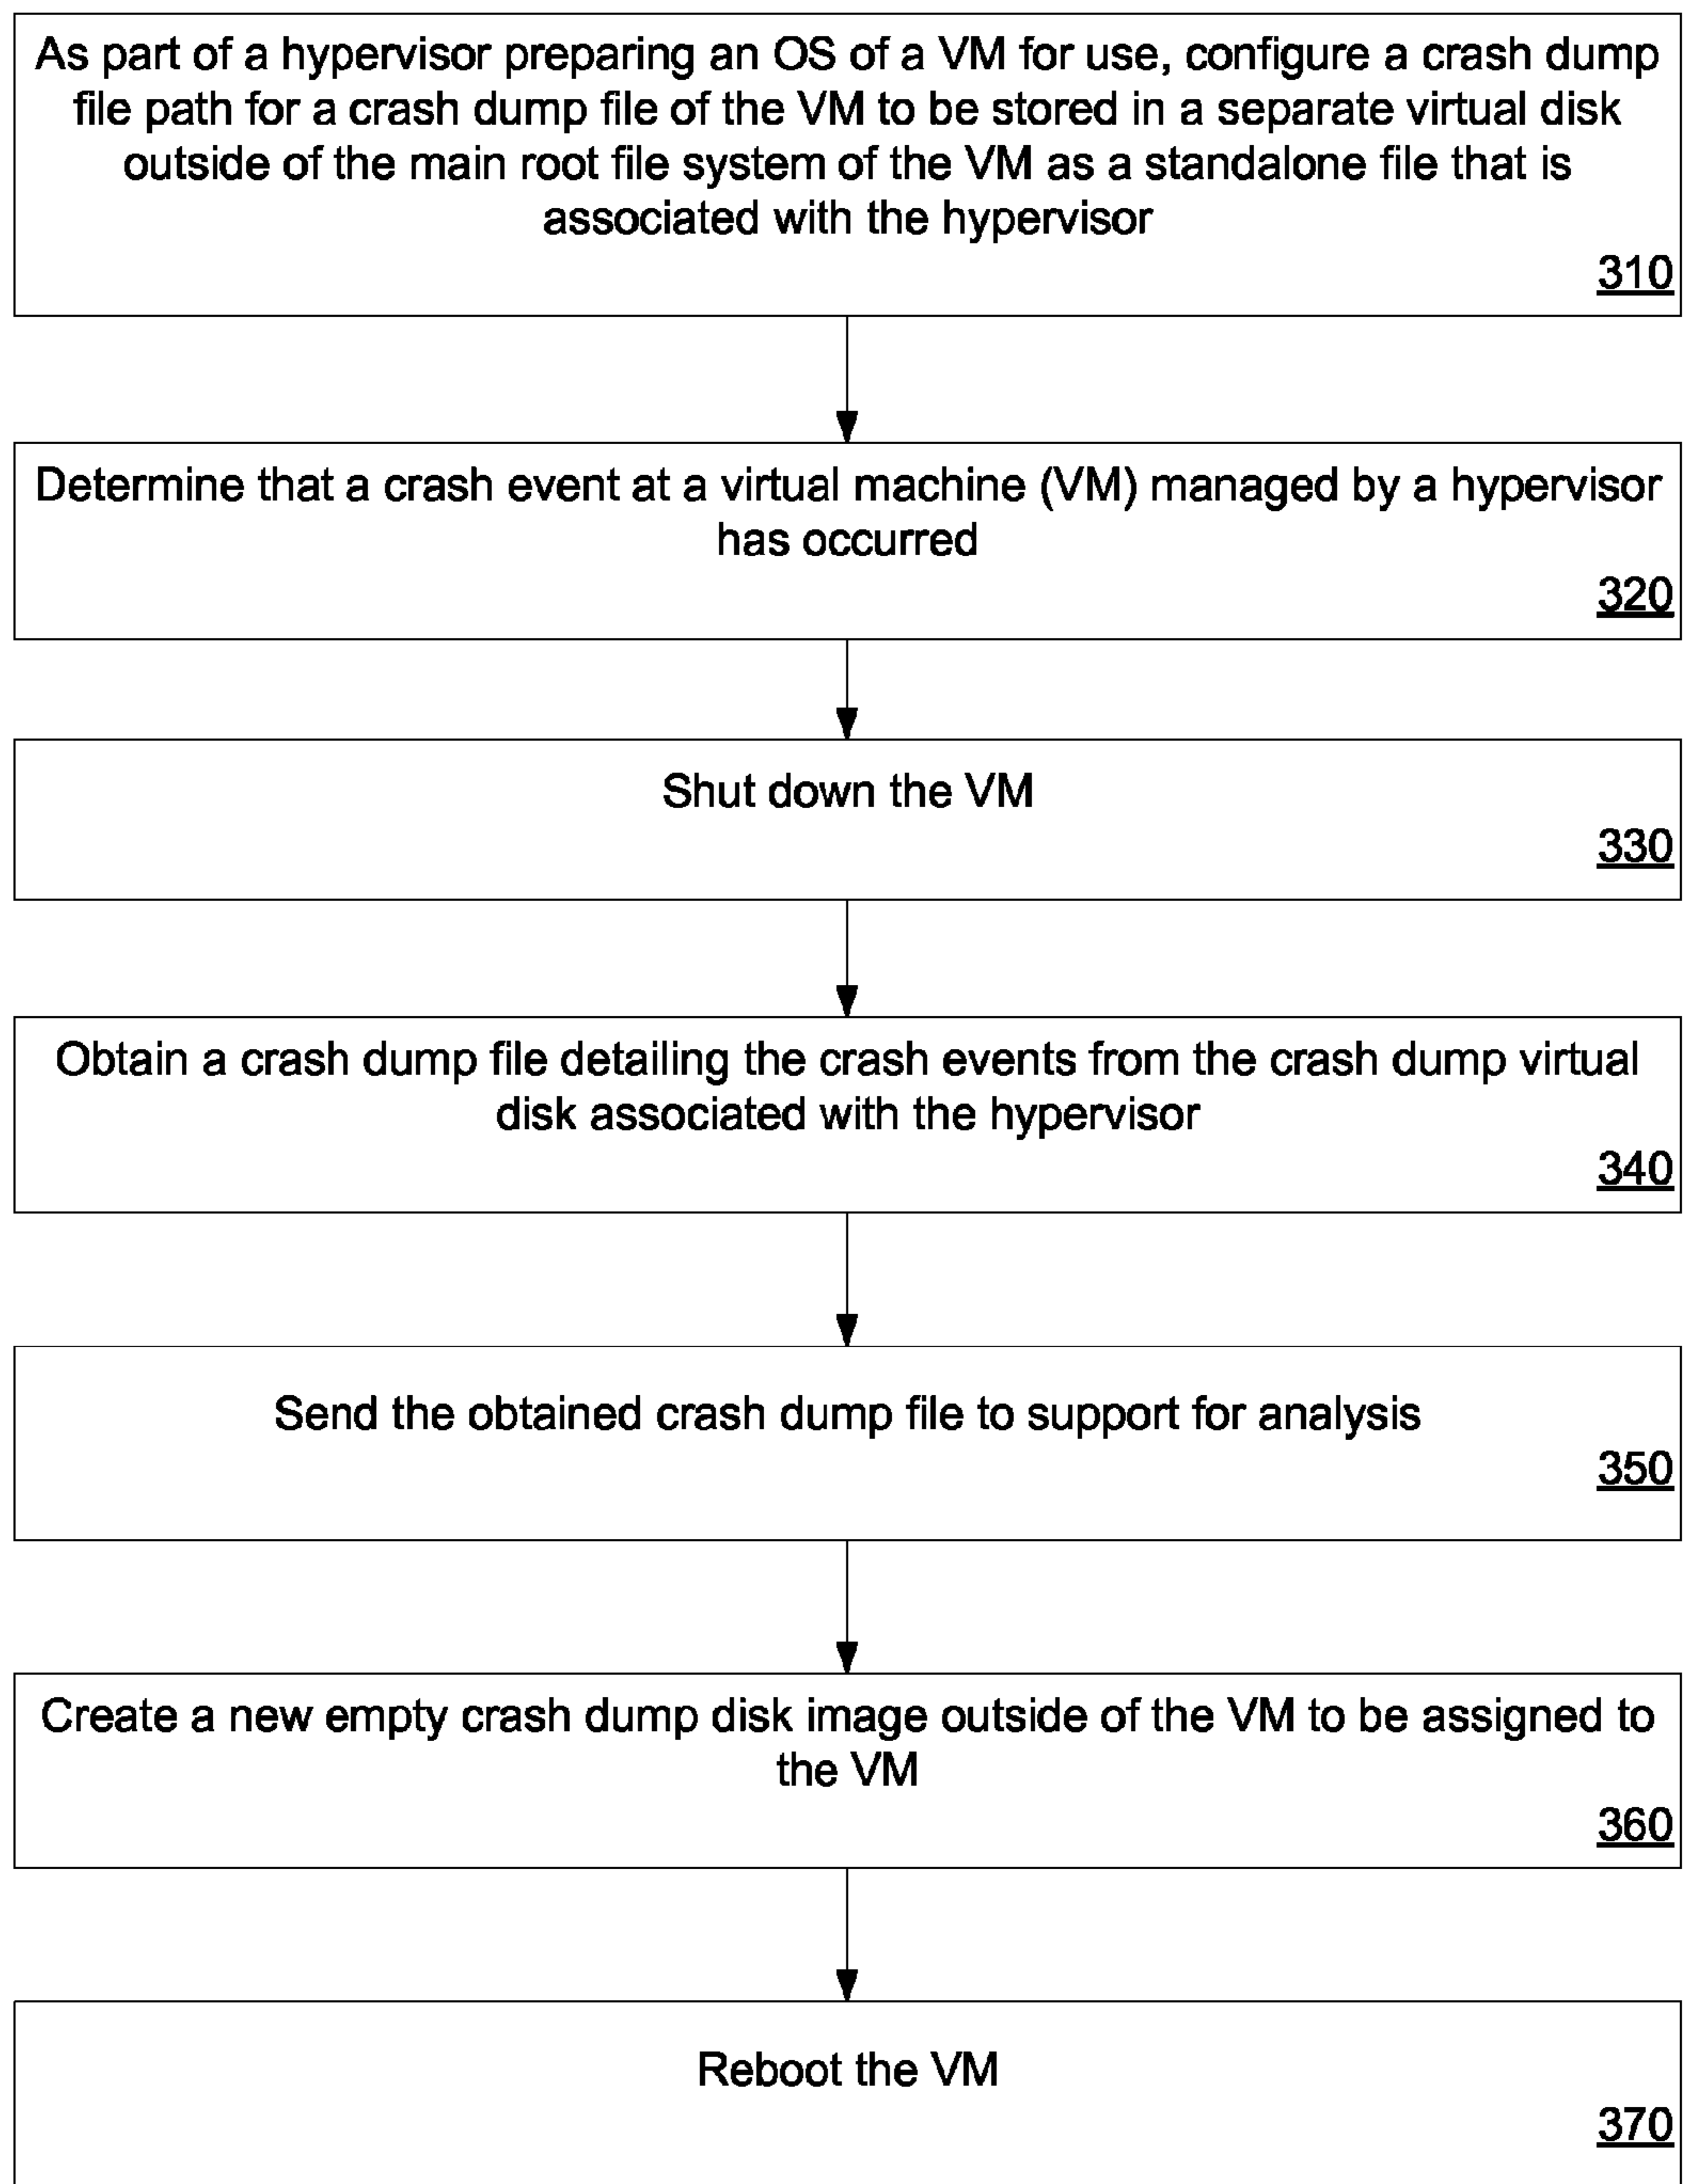 As part of a hypervisor preparing an OS of a VM for use, configure a crash dump
file path for a crash dump file of the VM to be stored in a separate virtual disk
outside of the main root file system of the VM as a standalone file that is
associated with the hypervisor
310
Determine that a crash event at a virtual machine (VM) managed by a hypervisor
has occurred
320
Shut down the VM
330
Obtain a crash dump file detailing the crash events from the crash dump virtual
disk associated with the hypervisor
340
Send the obtained crash dump file to support for analysis
350
Create a new empty crash dump disk image outside of the VM to be assigned to
the VM
360
Reboot the VM
370